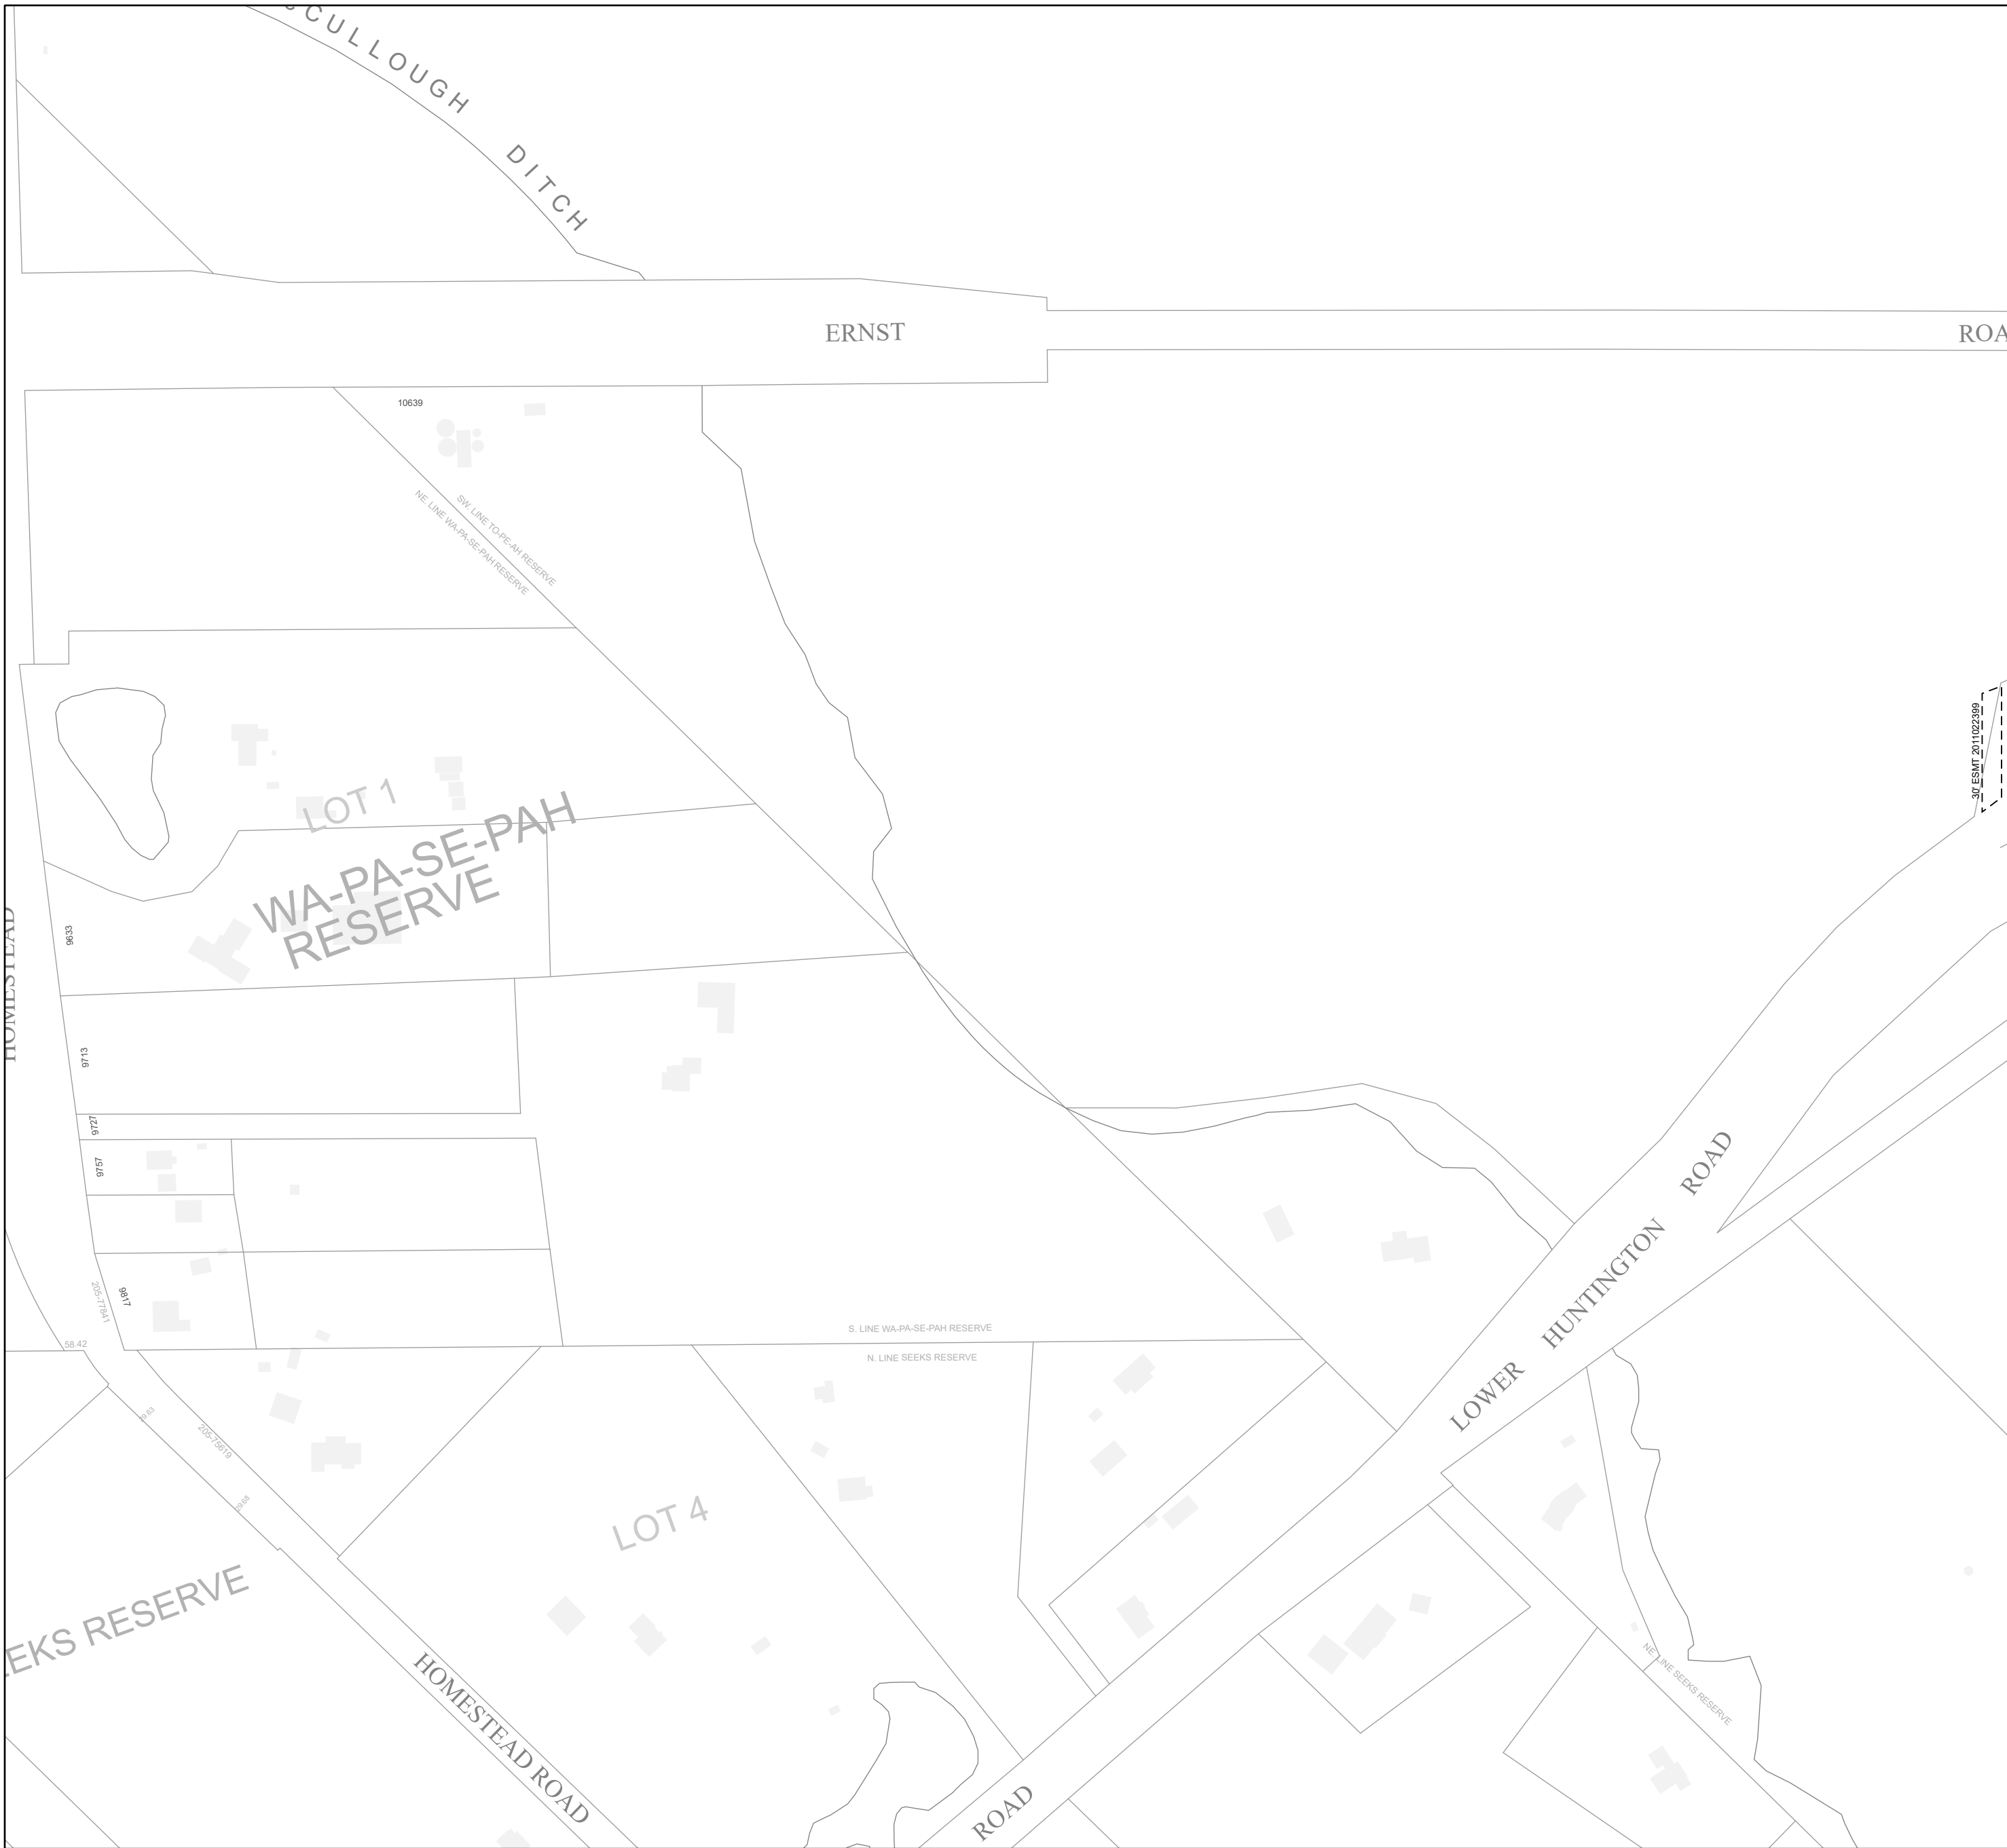 CULLOUGH DITCH
ERNST
10639
SW. LINE TO-PE-AH RESERVE
NE. LINE WA-PA-SE-PAH RESERVE
30' ESMT 2011022399
LOT 1
WA-PA-SE-PAH
RESERVE
HOMESTEAD
9633
9713
9727
9757
9817
205-77841
58.42
S. LINE WA-PA-SE-PAH RESERVE
N. LINE SEEKS RESERVE
LOWER HUNTINGTON ROAD
205-75619
LOT 4
EKS RESERVE
NE. LINE SEEKS RESERVE
HOMESTEAD ROAD
ROAD